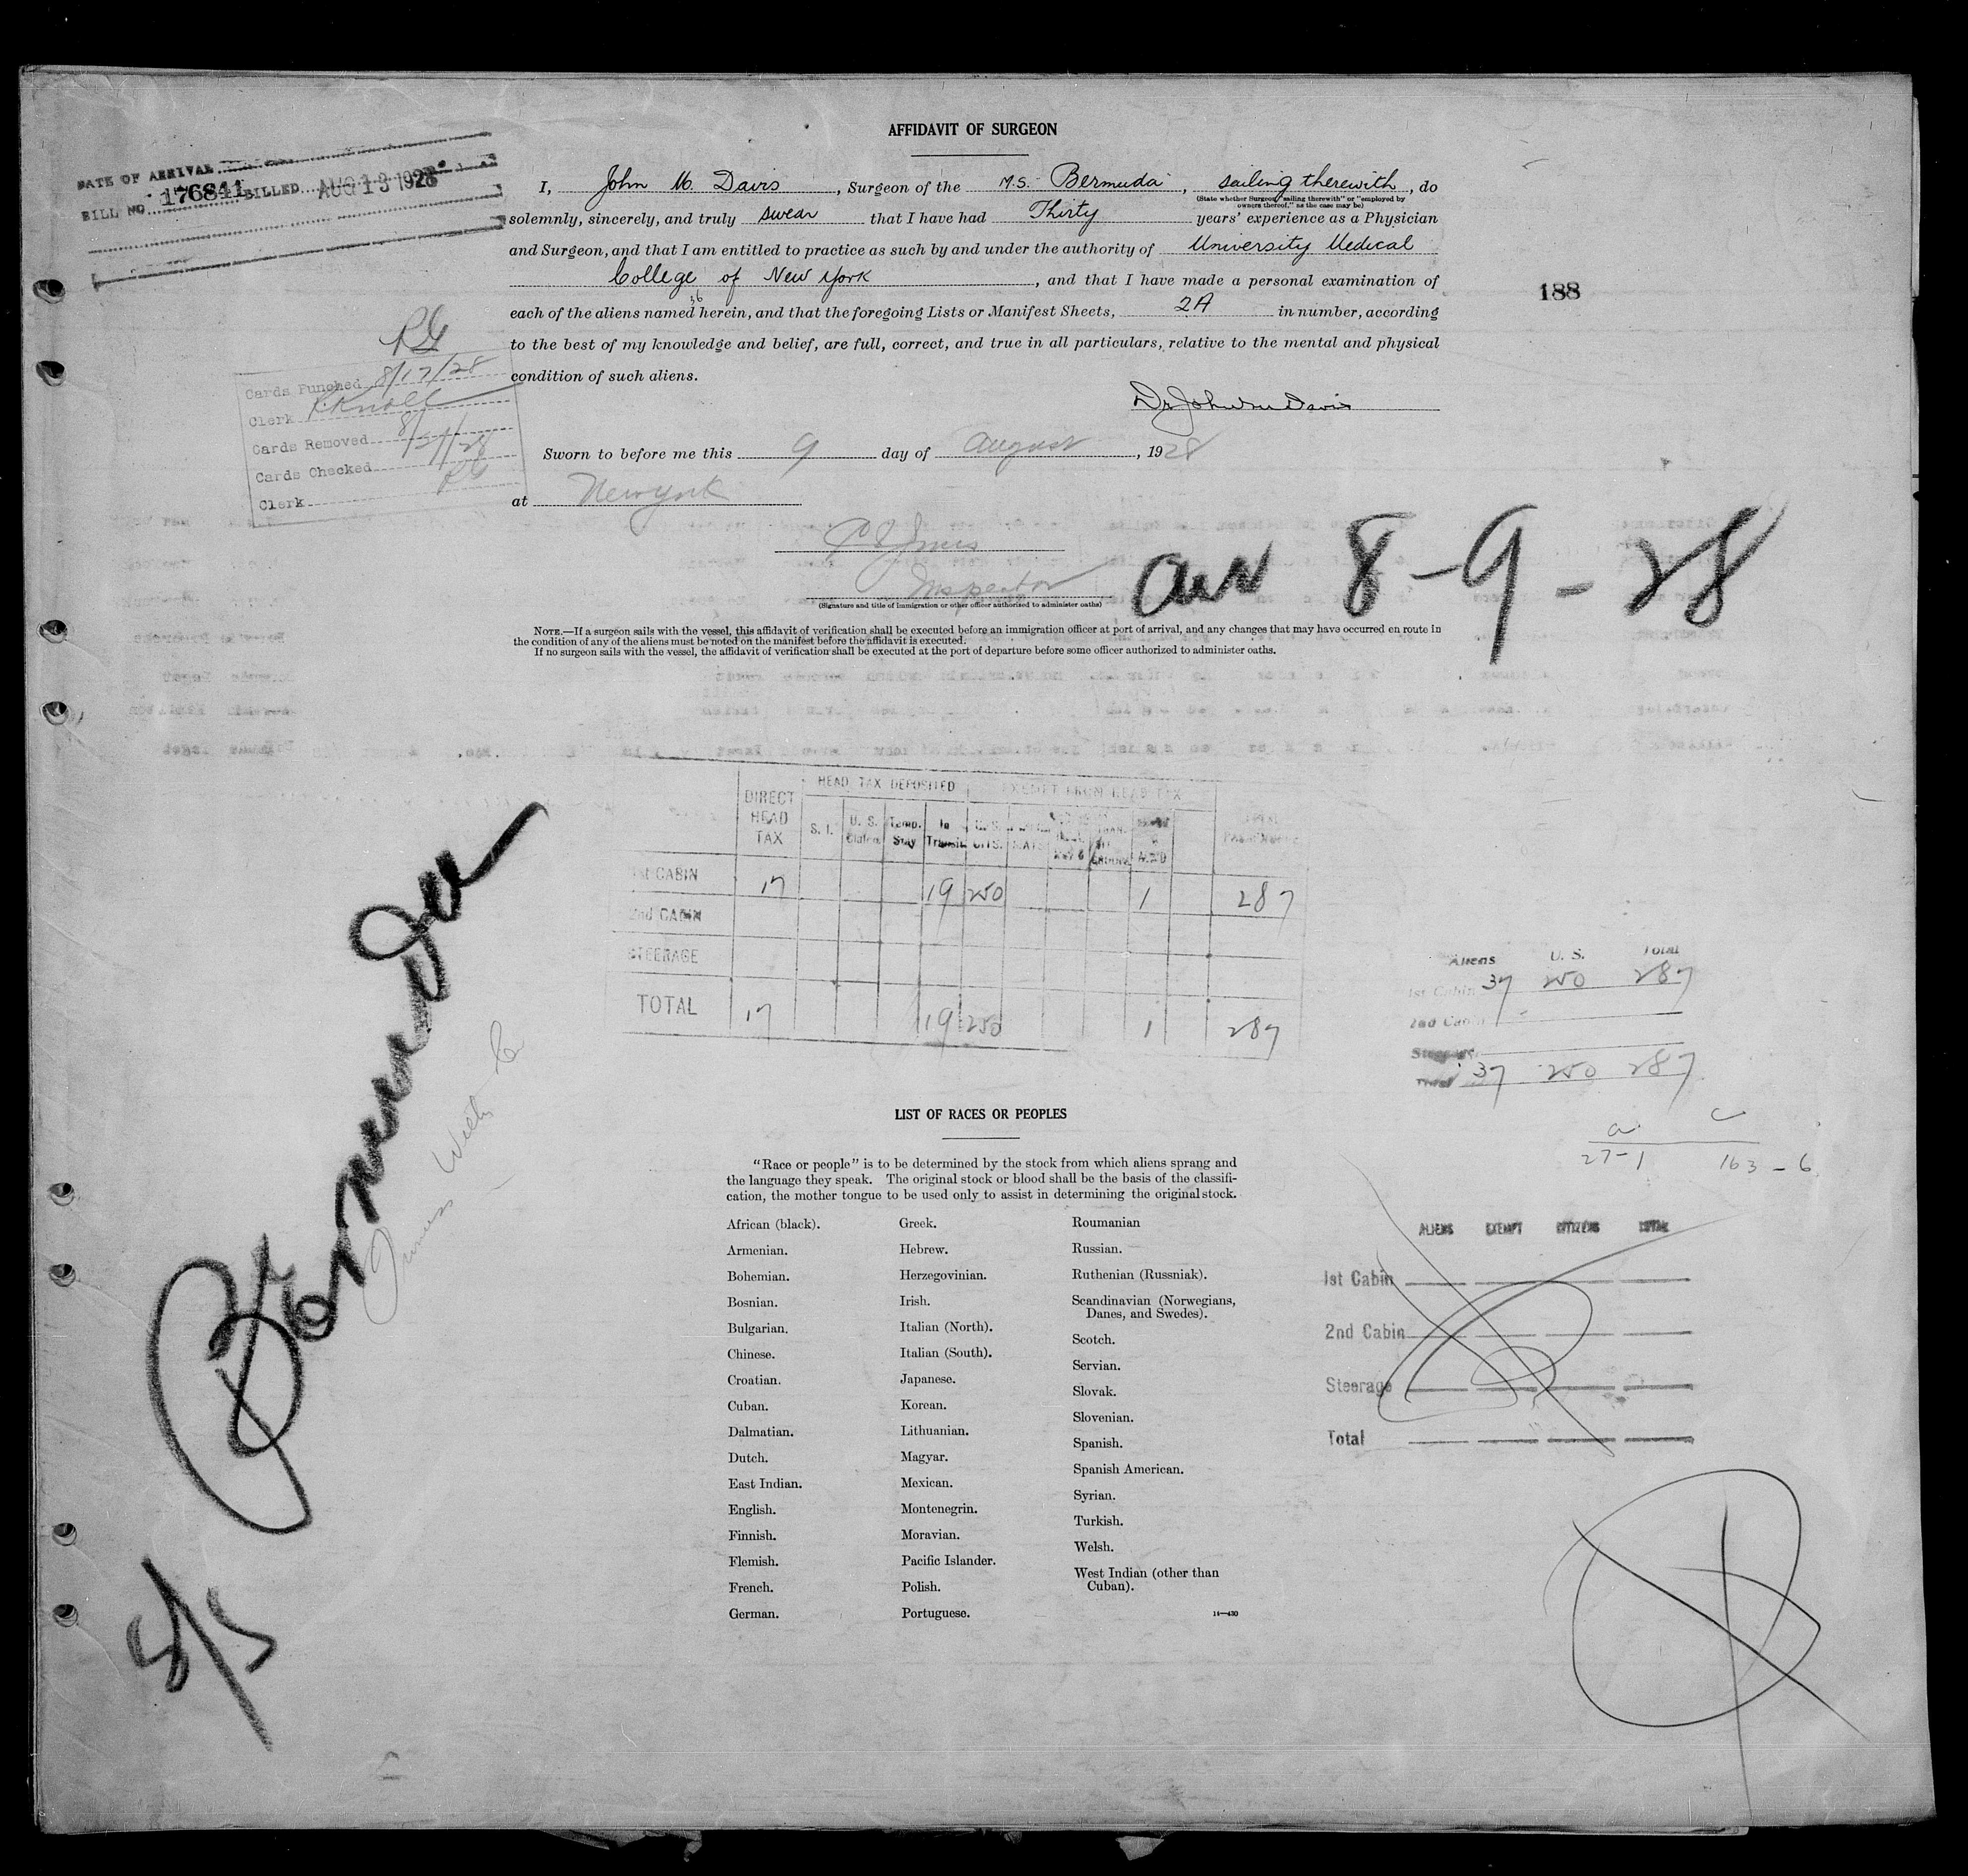 AFFIDAVIT OF SURGEON
DATE OF ARRIVAL
BILL NO. 176841 BILLED AUG 13 1928
I, John M. Davis, Surgeon of the M.S. Bermuda, sailing therewith, do
(State whether Surgeon "sailing therewith" or "employed by
owners thereof," as the case may be)
solemnly, sincerely, and truly swear that I have had Thirty years' experience as a Physician
and Surgeon, and that I am entitled to practice as such by and under the authority of University Medical
College of New York, and that I have made a personal examination of
188
36
each of the aliens named herein, and that the foregoing Lists or Manifest Sheets, 2A in number, according
to the best of my knowledge and belief, are full, correct, and true in all particulars, relative to the mental and physical
condition of such aliens.
Cards Punched 8/17/28
Clerk
Cards Removed
Cards Checked
Clerk
Sworn to before me this 9 day of August, 1928
at New York
Inspector
(Signature and title of immigration or other officer authorized to administer oaths)
arr 8-9-28
NOTE.—If a surgeon sails with the vessel, this affidavit of verification shall be executed before an immigration officer at port of arrival, and any changes that may have occurred en route in
the condition of any of the aliens must be noted on the manifest before the affidavit is executed.
If no surgeon sails with the vessel, the affidavit of verification shall be executed at the port of departure before some officer authorized to administer oaths.
DIRECT HEAD TAX HEAD TAX DEPOSITED EXEMPT FROM HEAD TAX
S. I. U. S. Temp. Stay In Transit U.S. CITS.
1st CABIN 17 19 250 1 287
2nd CABIN
STEERAGE
TOTAL 17 19 250 1 287
Aliens U. S. Total
1st Cabin 37 250 287
2nd Cabin
Steerage
Total 37 250 287
a c
27-1 163-6
Bermuda
8/5
LIST OF RACES OR PEOPLES
"Race or people" is to be determined by the stock from which aliens sprang and
the language they speak. The original stock or blood shall be the basis of the classifi-
cation, the mother tongue to be used only to assist in determining the original stock.
African (black).
Armenian.
Bohemian.
Bosnian.
Bulgarian.
Chinese.
Croatian.
Cuban.
Dalmatian.
Dutch.
East Indian.
English.
Finnish.
Flemish.
French.
German.
Greek.
Hebrew.
Herzegovinian.
Irish.
Italian (North).
Italian (South).
Japanese.
Korean.
Lithuanian.
Magyar.
Mexican.
Montenegrin.
Moravian.
Pacific Islander.
Polish.
Portuguese.
Roumanian
Russian.
Ruthenian (Russniak).
Scandinavian (Norwegians,
Danes, and Swedes).
Scotch.
Servian.
Slovak.
Slovenian.
Spanish.
Spanish American.
Syrian.
Turkish.
Welsh.
West Indian (other than
Cuban).
14—430
ALIENS EXEMPT CITIZENS TOTAL
1st Cabin
2nd Cabin
Steerage
Total